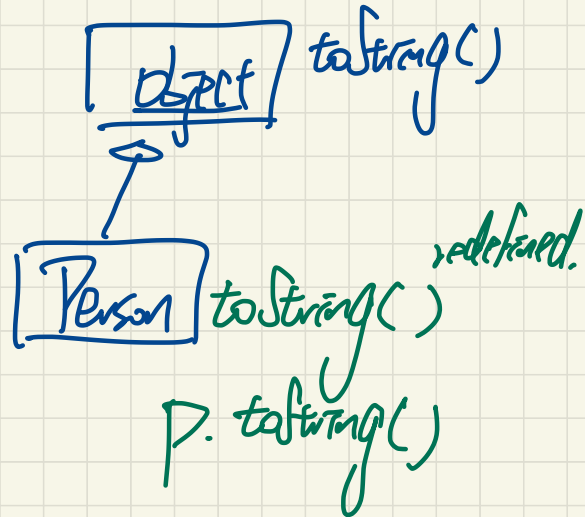 object toString()
redefined.
Person toString()
p. toString()